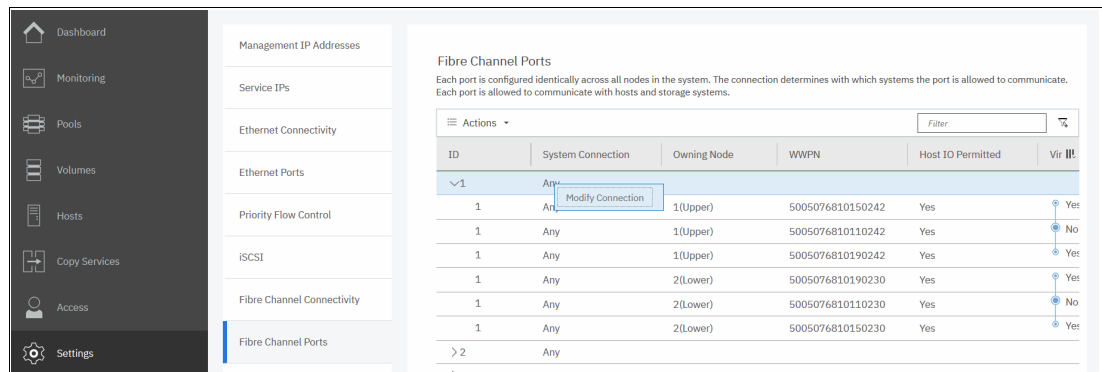 Dashboard
Monitoring
Pools
Volumes
Hosts
Copy Services
Access
Settings
Management IP Addresses
Service IPs
Ethernet Connectivity
Ethernet Ports
Priority Flow Control
iSCSI
Fibre Channel Connectivity
Fibre Channel Ports
Fibre Channel Ports
Each port is configured identically across all nodes in the system. The connection determines with which systems the port is allowed to communicate.
Each port is allowed to communicate with hosts and storage systems.
Actions
Filter
ID System Connection Owning Node WWPN Host IO Permitted Vir
1 Any
Modify Connection
1 Any 1(Upper) 5005076810150242 Yes Yes
1 Any 1(Upper) 5005076810110242 Yes No
1 Any 1(Upper) 5005076810190242 Yes Yes
1 Any 2(Lower) 5005076810190230 Yes Yes
1 Any 2(Lower) 5005076810110230 Yes No
1 Any 2(Lower) 5005076810150230 Yes Yes
2 Any